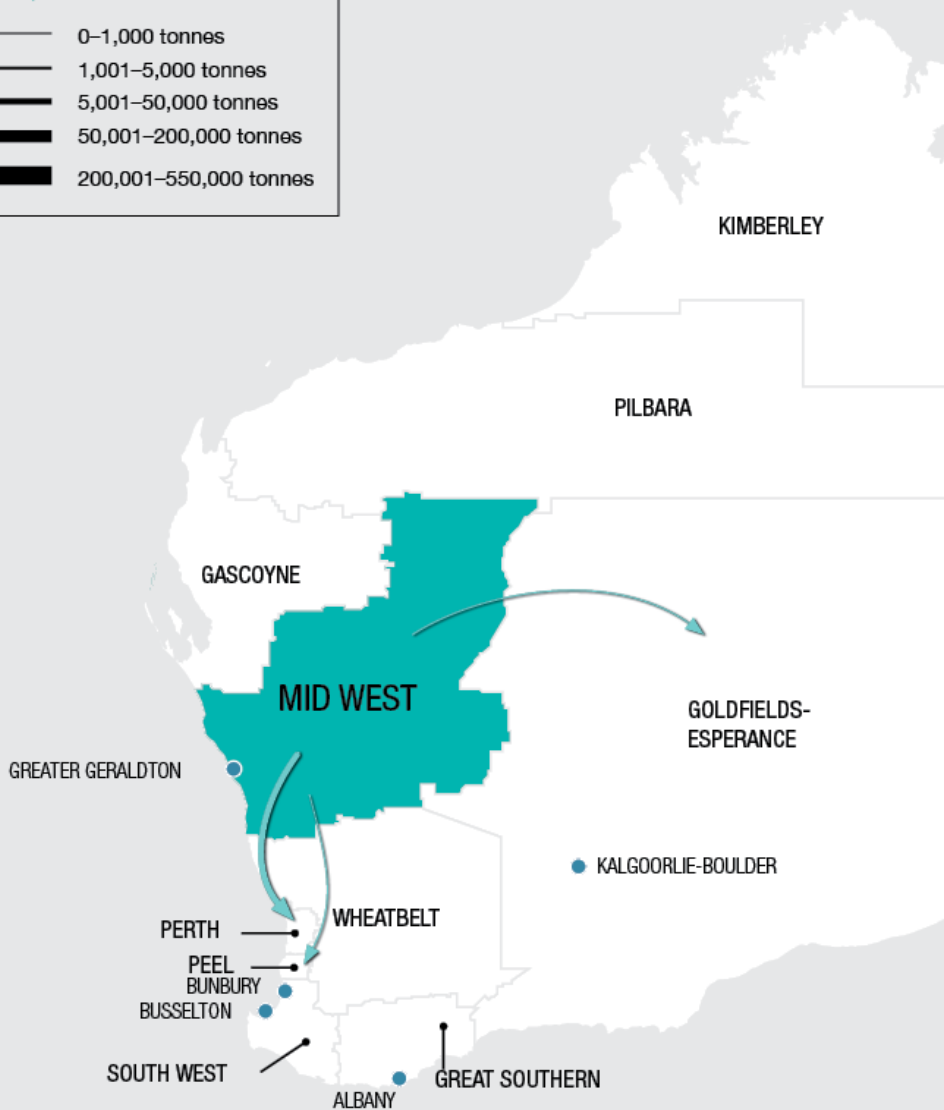 0–1,000 tonnes
1,001–5,000 tonnes
5,001–50,000 tonnes
50,001–200,000 tonnes
200,001–550,000 tonnes
KIMBERLEY
PILBARA
GASCOYNE
MID WEST
GOLDFIELDS-
ESPERANCE
GREATER GERALDTON
KALGOORLIE-BOULDER
WHEATBELT
PERTH
PEEL
BUNBURY
BUSSELTON
SOUTH WEST
GREAT SOUTHERN
ALBANY